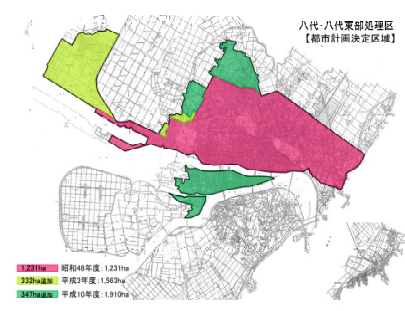 八代・八代東部処理区
【都市計画決定区域】
1,231ha 昭和48年度：1,231ha
332ha追加 平成3年度：1,563ha
347ha追加 平成10年度：1,910ha